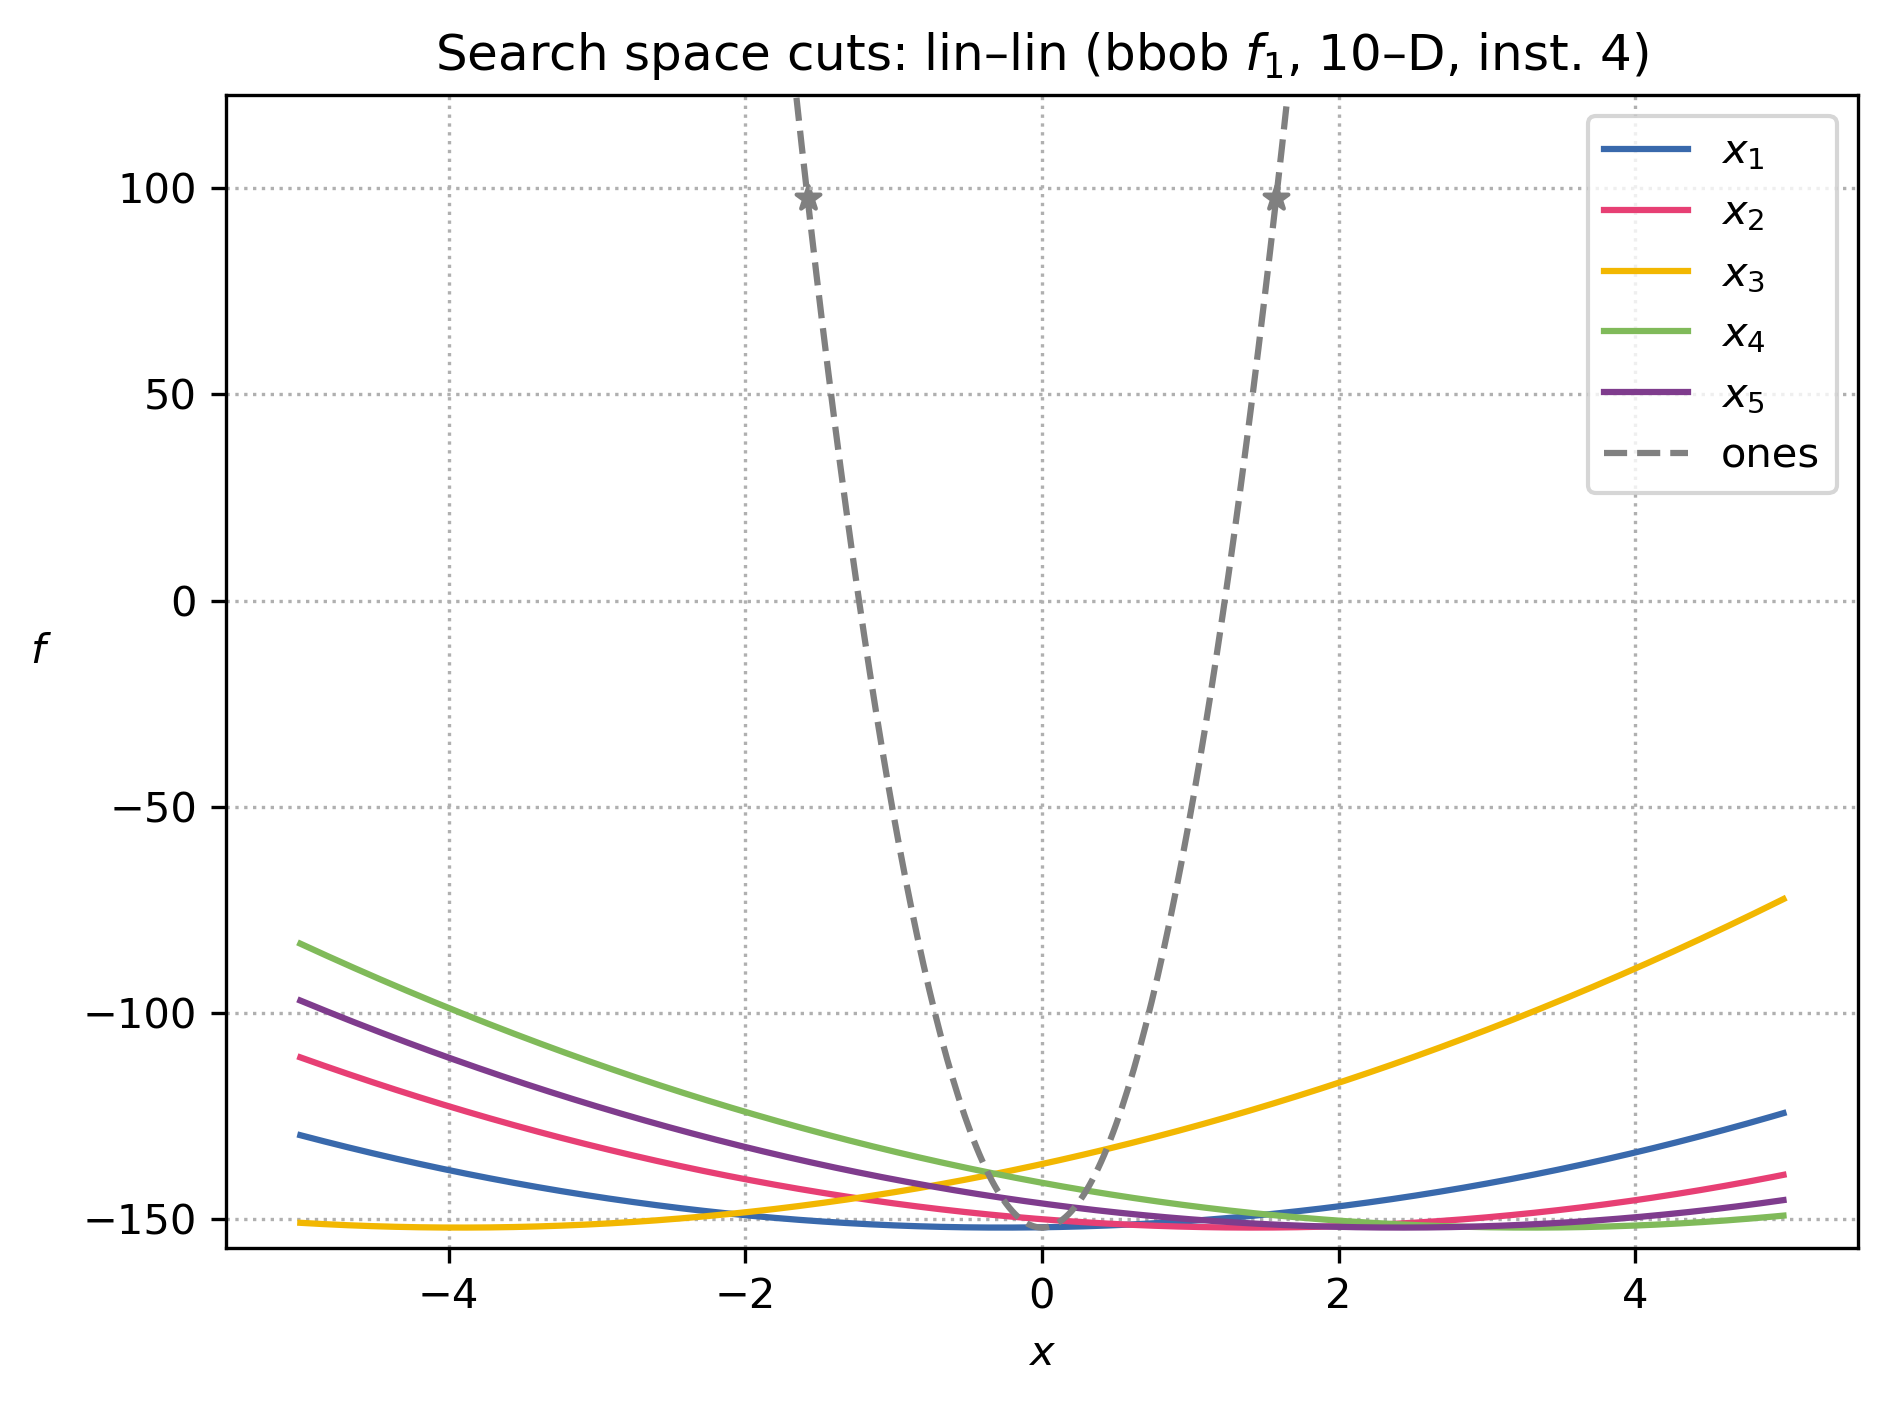 Search space cuts: lin–lin (bbob f₁, 10–D, inst. 4)
100
50
0
−50
−100
−150
f
−4
−2
0
2
4
x
x₁
x₂
x₃
x₄
x₅
ones